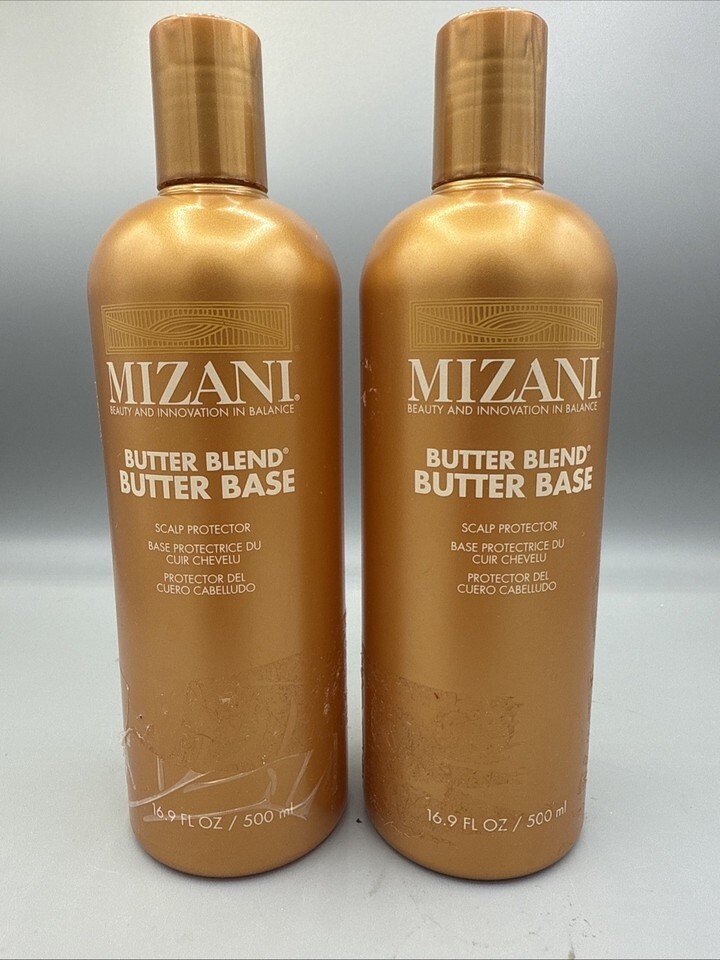 MIZANI®
BEAUTY AND INNOVATION IN BALANCE
BUTTER BLEND®
BUTTER BASE
SCALP PROTECTOR
BASE PROTECTRICE DU
CUIR CHEVELU
PROTECTOR DEL
CUERO CABELLUDO
16.9 FL OZ / 500 ml
MIZANI®
BEAUTY AND INNOVATION IN BALANCE
BUTTER BLEND®
BUTTER BASE
SCALP PROTECTOR
BASE PROTECTRICE DU
CUIR CHEVELU
PROTECTOR DEL
CUERO CABELLUDO
16.9 FL OZ / 500 ml